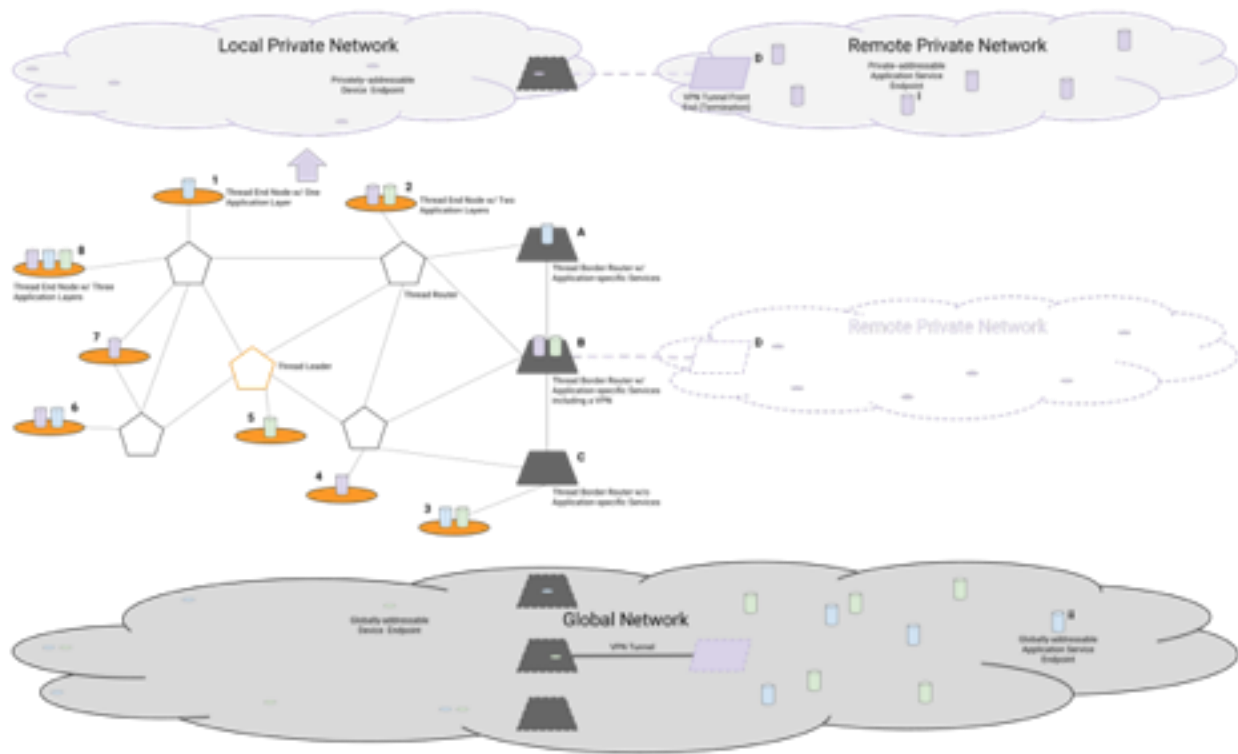 Local Private Network
Remote Private Network
Privately-addressable
Device Endpoint
D
Private-addressable
Application Service
Endpoint
VPN Tunnel Front
End (Termination)
i
1
Thread End Node w/ One
Application Layer
2
Thread End Node w/ Two
Application Layers
A
8
Thread End Node w/ Three
Application Layers
Thread Router
Thread Border Router w/
Application-specific Services
Remote Private Network
7
Thread Leader
B
D
Thread Border Router w/
Application-specific Services
including a VPN
6
5
4
C
Thread Border Router w/o
Application-specific Services
3
Global Network
Globally-addressable
Device Endpoint
ii
Globally-addressable
Application Service
Endpoint
VPN Tunnel